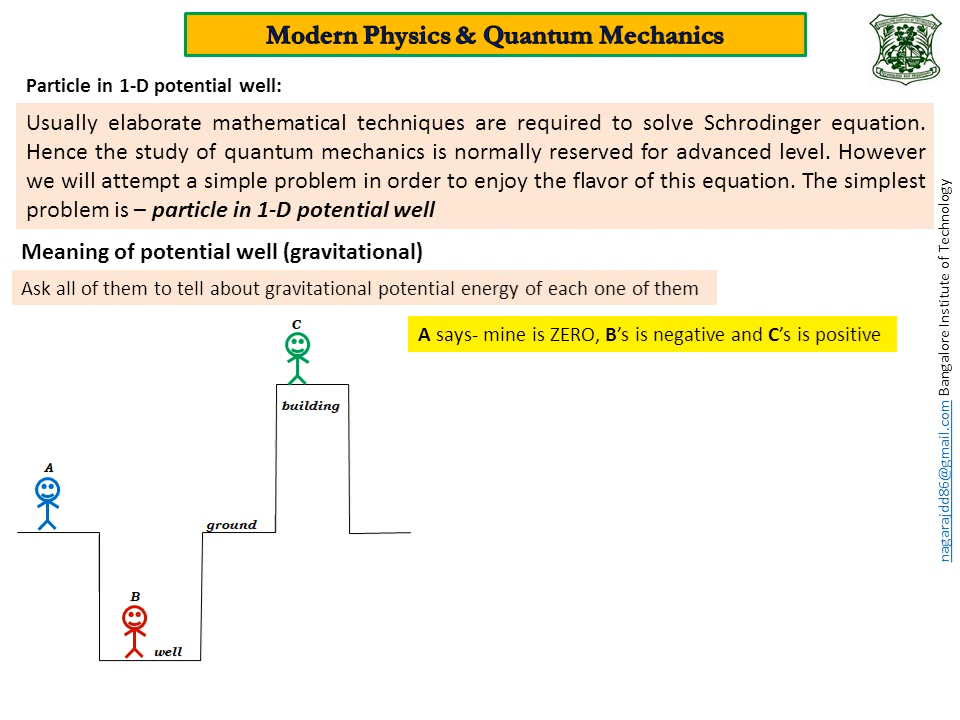 Modern Physics & Quantum Mechanics
Particle in 1-D potential well:
Usually elaborate mathematical techniques are required to solve Schrodinger equation.
Hence the study of quantum mechanics is normally reserved for advanced level. However
we will attempt a simple problem in order to enjoy the flavor of this equation. The simplest
problem is – particle in 1-D potential well
Meaning of potential well (gravitational)
Ask all of them to tell about gravitational potential energy of each one of them
A says- mine is ZERO, B’s is negative and C’s is positive
C
building
A
ground
B
well
nagarajdd86@gmail.com Bangalore Institute of Technology